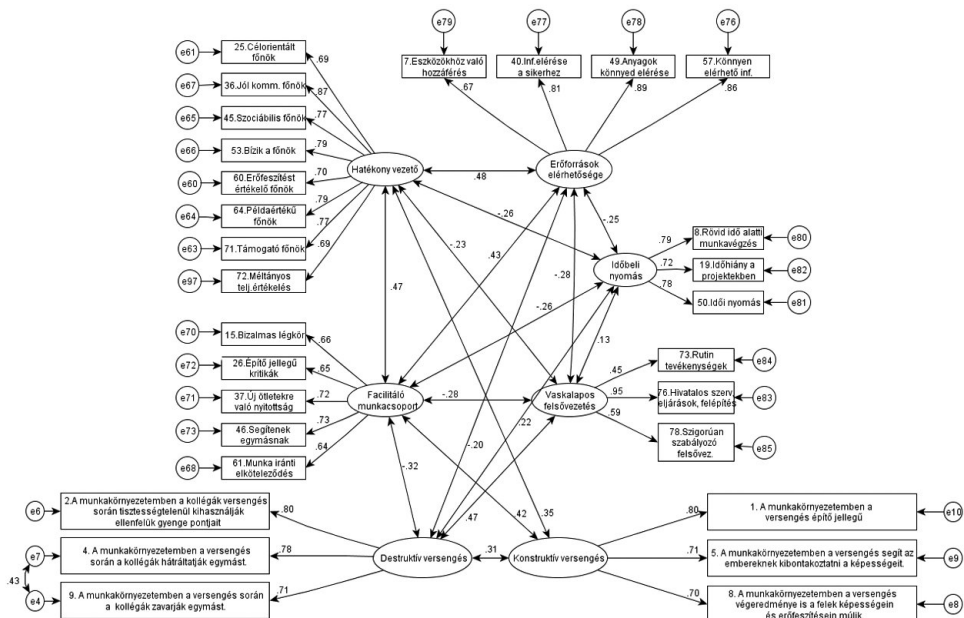 e79
e77
e78
e76
e61
25.Célorientált
főnök
.69
7.Eszközökhöz való
hozzáférés
.67
40.Inf.elérése
a sikerhez
.81
49.Anyagok
könnyed elérése
.89
57.Könnyen
elérhető inf.
.86
e67
36.Jól komm. főnök
.87
e65
45.Szociábilis főnök
.77
e66
53.Bízik a főnök
.79
e60
60.Erőfeszítést
értékelő főnök
.70
e64
64.Példaértékű
főnök
.79
e63
71.Támogató főnök
.77
e97
72.Méltányos
telj.értékelés
.69
Hatékony vezető
.48
Erőforrások
elérhetősége
-.26
-.25
-.23
.43
-.28
.47
-.26
Időbeli
nyomás
.79
8.Rövid idő alatti
munkavégzés
e80
.72
19.Időhiány a
projektekben
e82
.78
50.Idői nyomás
e81
.13
e70
15.Bizalmas légkör
.66
e72
26.Építő jellegű
kritikák
.65
e71
37.Új ötletekre
való nyitottság
.72
e73
46.Segítenek
egymásnak
.73
e68
61.Munka iránti
elköteleződés
.64
Facilitáló
munkacsoport
-.28
Vaskalapos
felsővezetés
.45
73.Rutin
tevékenységek
e84
.95
76.Hivatalos szerv.
eljárások, felépítés
e83
.59
78.Szigorúan
szabályozó
felsővez.
e85
.22
-.20
-.32
.47
.42
.35
e6
2.A munkakörnyezetemben a kollégák versengés
során tisztességtelenül kihasználják
ellenfelük gyenge pontjait
.80
e7
4. A munkakörnyezetemben a versengés
során a kollégák hátráltatják egymást.
.78
.43
e4
9. A munkakörnyezetemben a versengés során
a kollégák zavarják egymást.
.71
Destruktív versengés
.31
Konstruktív versengés
.80
1. A munkakörnyezetemben a
versengés építő jellegű
e10
.71
5. A munkakörnyezetemben a versengés segít az
embereknek kibontakoztatni a képességeit.
e9
.70
8. A munkakörnyezetemben a versengés
végeredménye is a felek képességein
és erőfeszítésein múlik.
e8